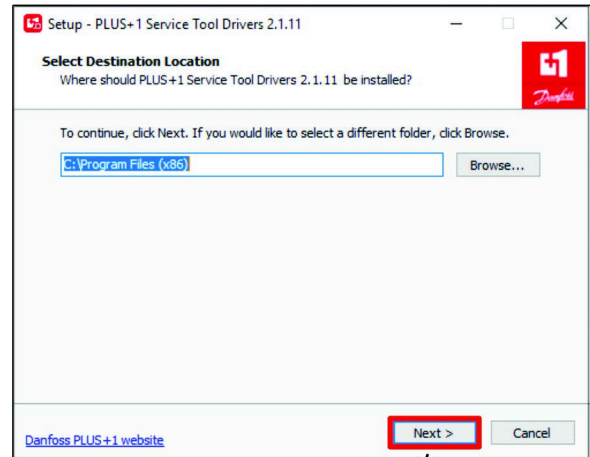 Setup - PLUS+1 Service Tool Drivers 2.1.11
Select Destination Location
Where should PLUS+1 Service Tool Drivers 2.1.11 be installed?
+1
Danfoss
To continue, click Next. If you would like to select a different folder, click Browse.
C:\Program Files (x86)
Browse...
Danfoss PLUS+1 website
Next >
Cancel